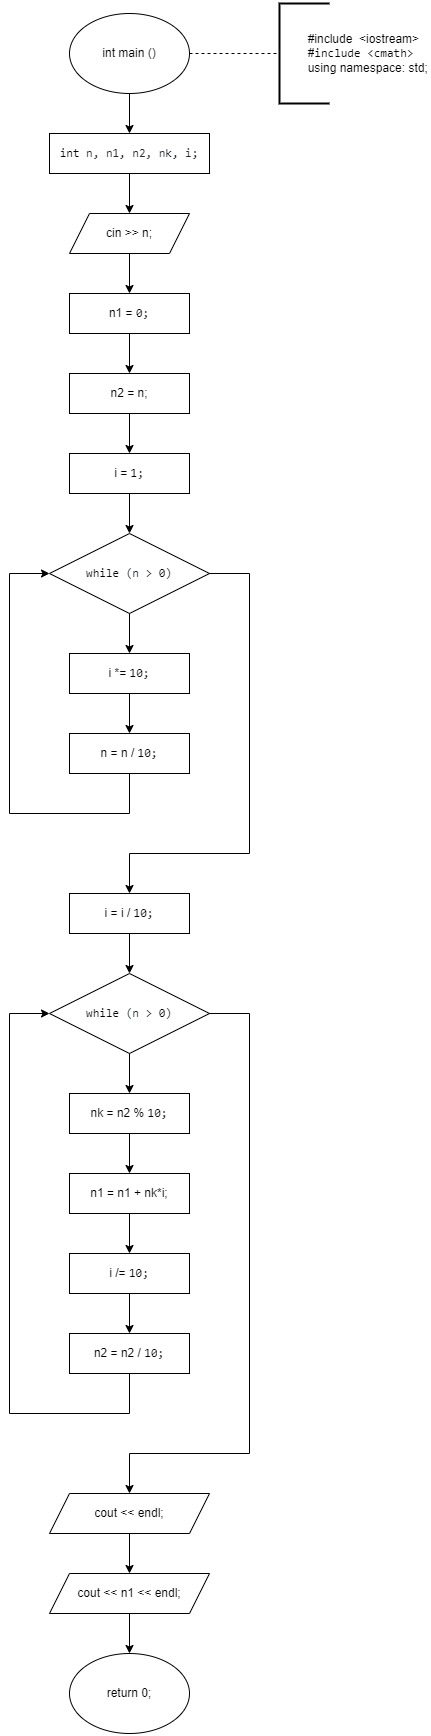 int main ()
#include <iostream>
#include <cmath>
using namespace: std;
int n, n1, n2, nk, i;
cin >> n;
n1 = 0;
n2 = n;
i = 1;
while (n > 0)
i *= 10;
n = n / 10;
i = i / 10;
while (n > 0)
nk = n2 % 10;
n1 = n1 + nk*i;
i /= 10;
n2 = n2 / 10;
cout << endl;
cout << n1 << endl;
return 0;